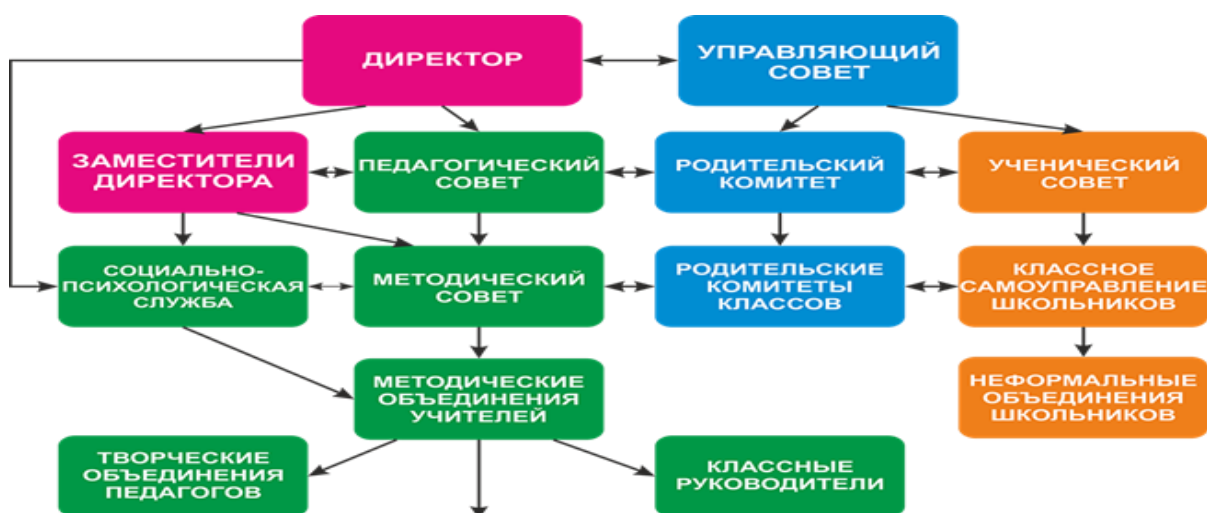 ДИРЕКТОР
УПРАВЛЯЮЩИЙ
СОВЕТ
ЗАМЕСТИТЕЛИ
ДИРЕКТОРА
ПЕДАГОГИЧЕСКИЙ
СОВЕТ
РОДИТЕЛЬСКИЙ
КОМИТЕТ
УЧЕНИЧЕСКИЙ
СОВЕТ
СОЦИАЛЬНО-
ПСИХОЛОГИЧЕСКАЯ
СЛУЖБА
МЕТОДИЧЕСКИЙ
СОВЕТ
РОДИТЕЛЬСКИЕ
КОМИТЕТЫ
КЛАССОВ
КЛАССНОЕ
САМОУПРАВЛЕНИЕ
ШКОЛЬНИКОВ
МЕТОДИЧЕСКИЕ
ОБЪЕДИНЕНИЯ
УЧИТЕЛЕЙ
НЕФОРМАЛЬНЫЕ
ОБЪЕДИНЕНИЯ
ШКОЛЬНИКОВ
ТВОРЧЕСКИЕ
ОБЪЕДИНЕНИЯ
ПЕДАГОГОВ
КЛАССНЫЕ
РУКОВОДИТЕЛИ